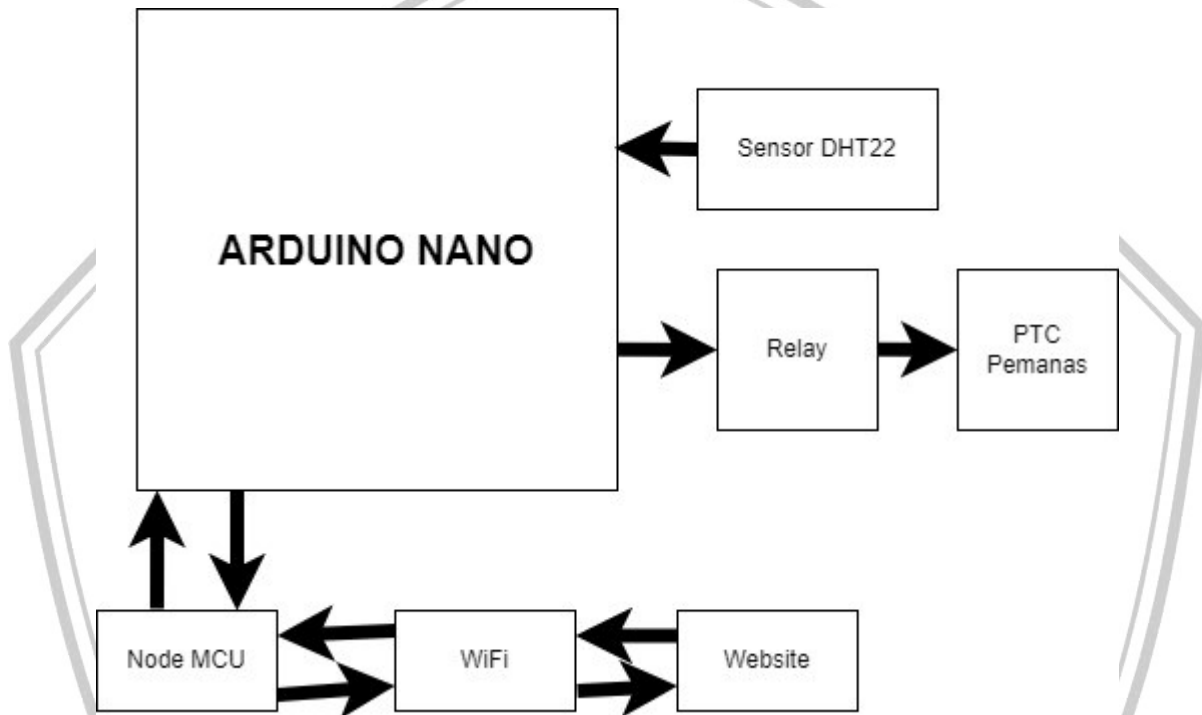 Sensor DHT22
ARDUINO NANO
Relay
PTC
Pemanas
Node MCU
WiFi
Website